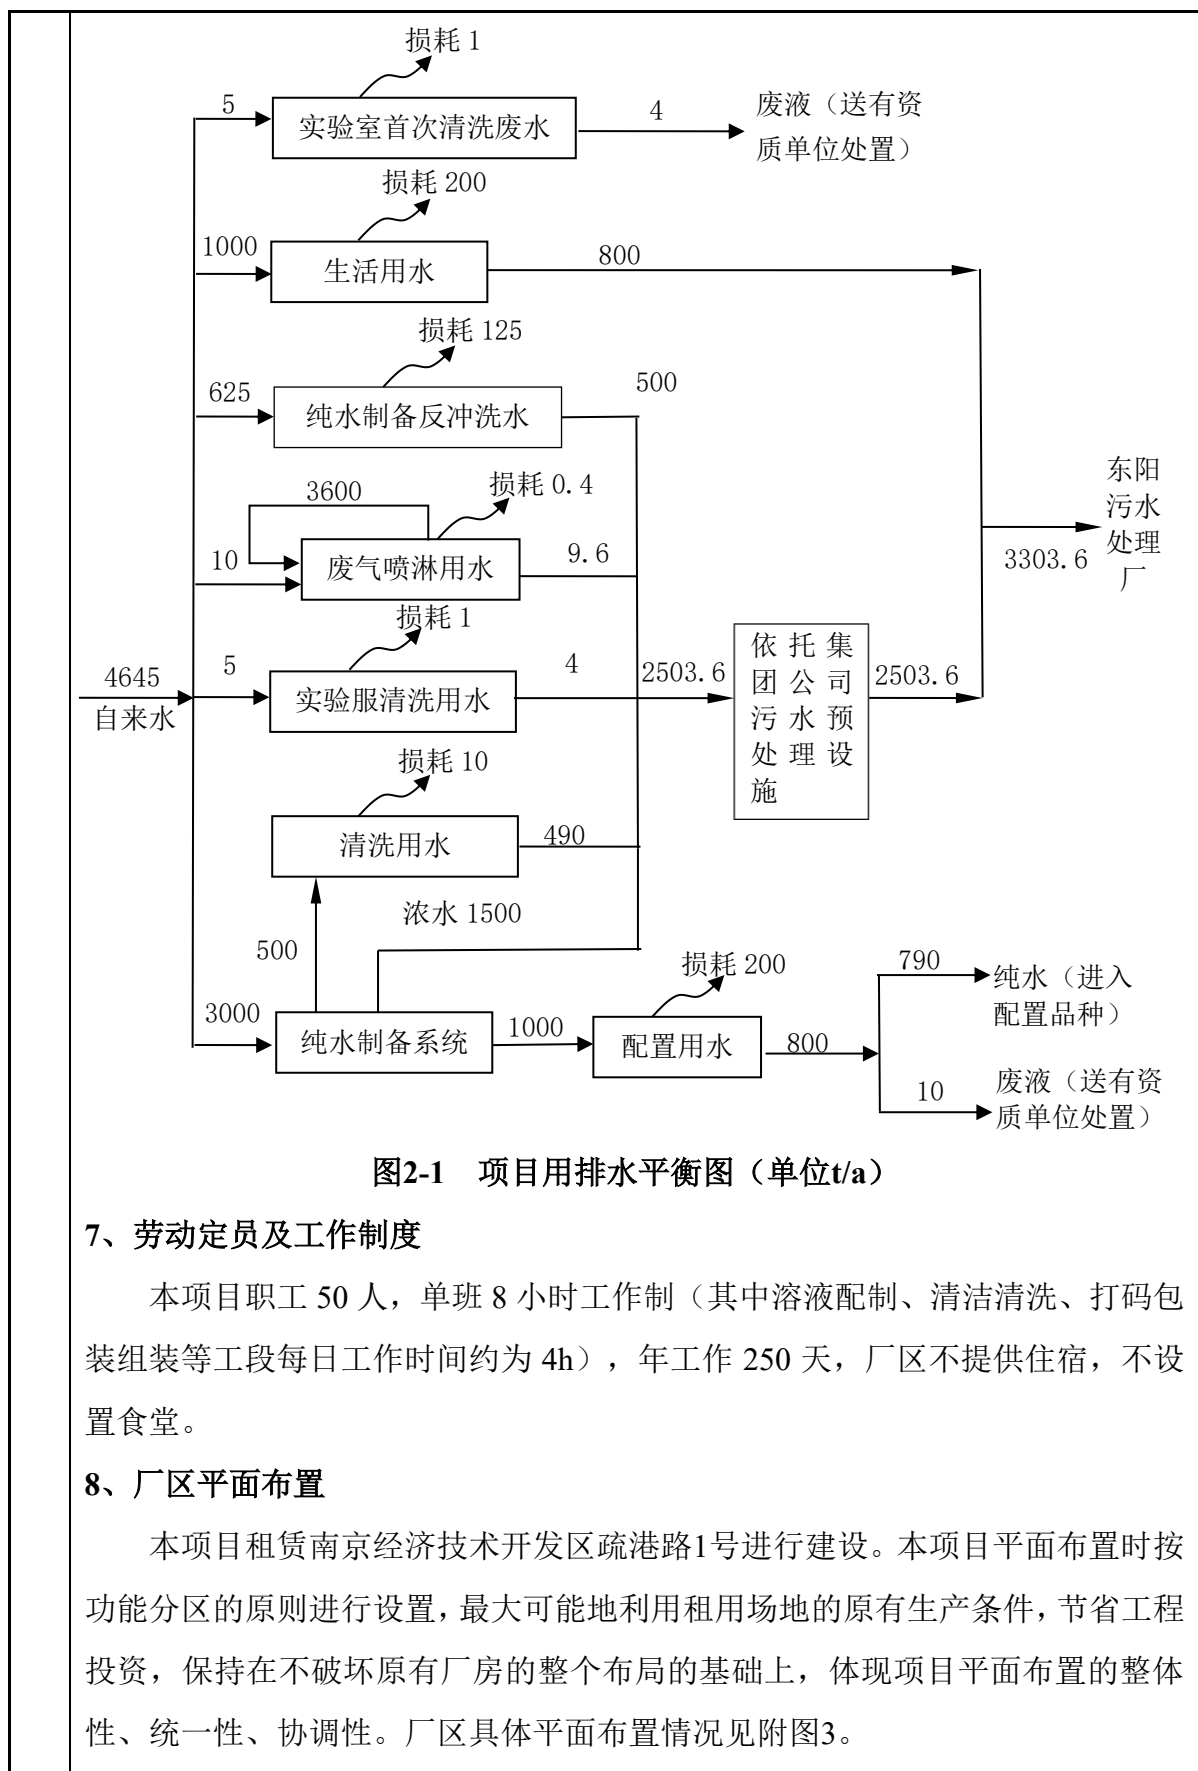 损耗 1
5
实验室首次清洗废水
4
废液（送有资
质单位处置）
损耗 200
1000
生活用水
800
损耗 125
625
纯水制备反冲洗水
500
损耗 0.4
3600
10
废气喷淋用水
9.6
东阳
污水
处理
厂
3303.6
损耗 1
4645
自来水
5
实验服清洗用水
4
2503.6
依托集
团公司
污水预
处理设
施
2503.6
损耗 10
清洗用水
490
浓水 1500
500
3000
纯水制备系统
1000
损耗 200
配置用水
800
790
纯水（进入
配置品种）
10
废液（送有资
质单位处置）
图2-1 项目用排水平衡图（单位t/a）
7、劳动定员及工作制度
本项目职工 50 人，单班 8 小时工作制（其中溶液配制、清洁清洗、打码包
装组装等工段每日工作时间约为 4h），年工作 250 天，厂区不提供住宿，不设
置食堂。
8、厂区平面布置
本项目租赁南京经济技术开发区疏港路1号进行建设。本项目平面布置时按
功能分区的原则进行设置，最大可能地利用租用场地的原有生产条件，节省工程
投资，保持在不破坏原有厂房的整个布局的基础上，体现项目平面布置的整体
性、统一性、协调性。厂区具体平面布置情况见附图3。